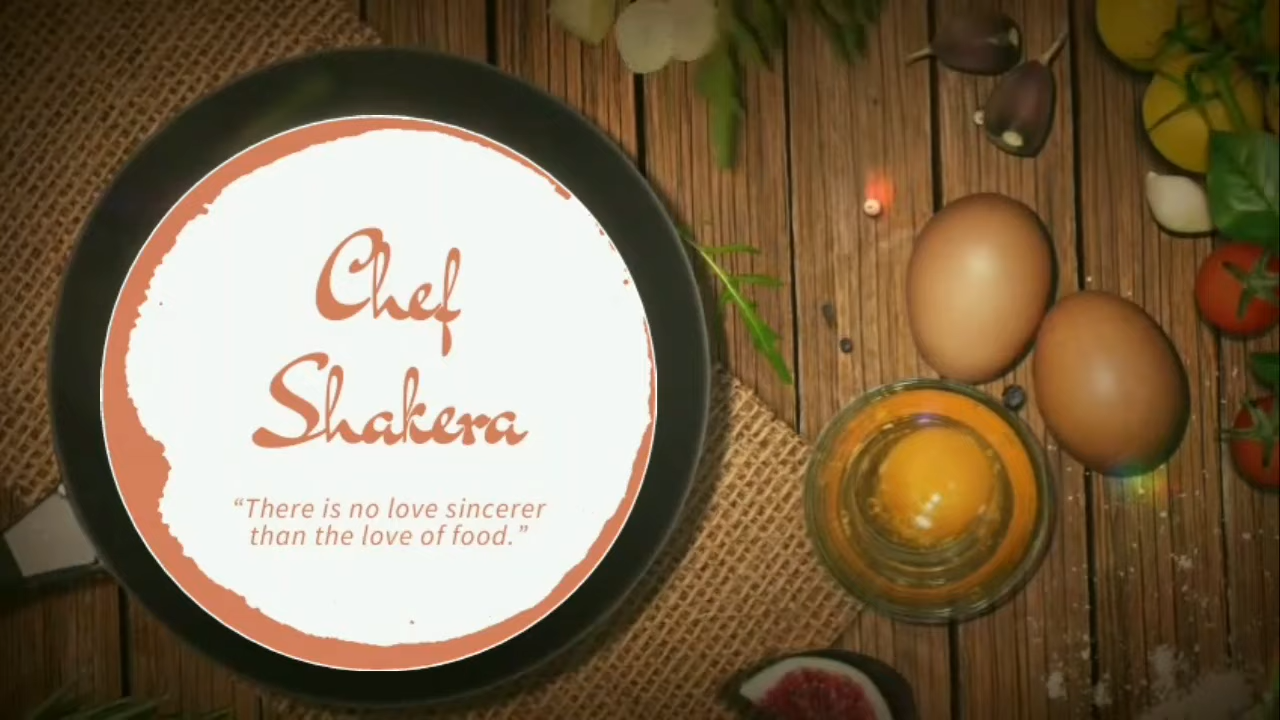 Chef
Shakera
“There is no love sincerer
than the love of food.”